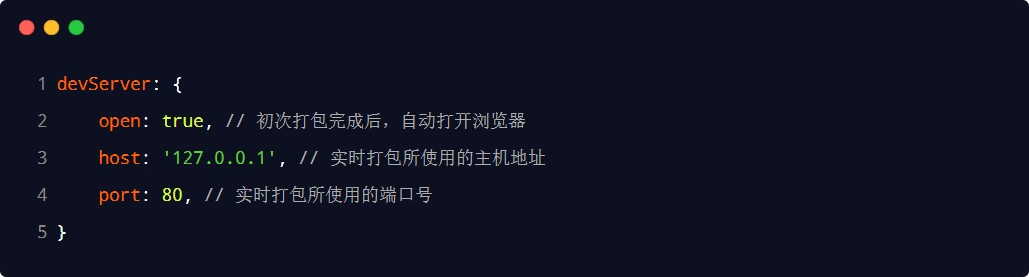 1 devServer: {
2     open: true, // 初次打包完成后，自动打开浏览器
3     host: '127.0.0.1', // 实时打包所使用的主机地址
4     port: 80, // 实时打包所使用的端口号
5 }